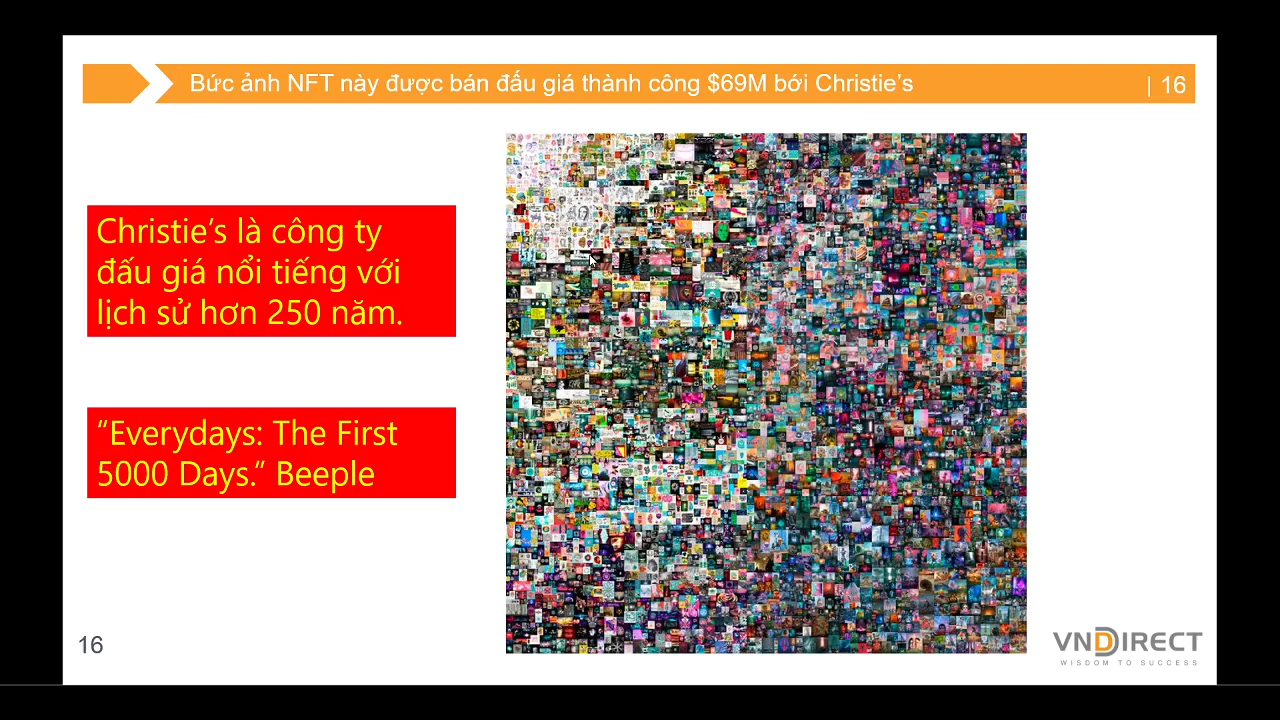 Bức ảnh NFT này được bán đấu giá thành công $69M bới Christie's
| 16
Christie's là công ty
đấu giá nổi tiếng với
lịch sử hơn 250 năm.
“Everydays: The First
5000 Days.” Beeple
16
VNDIRECT
WISDOM TO SUCCESS